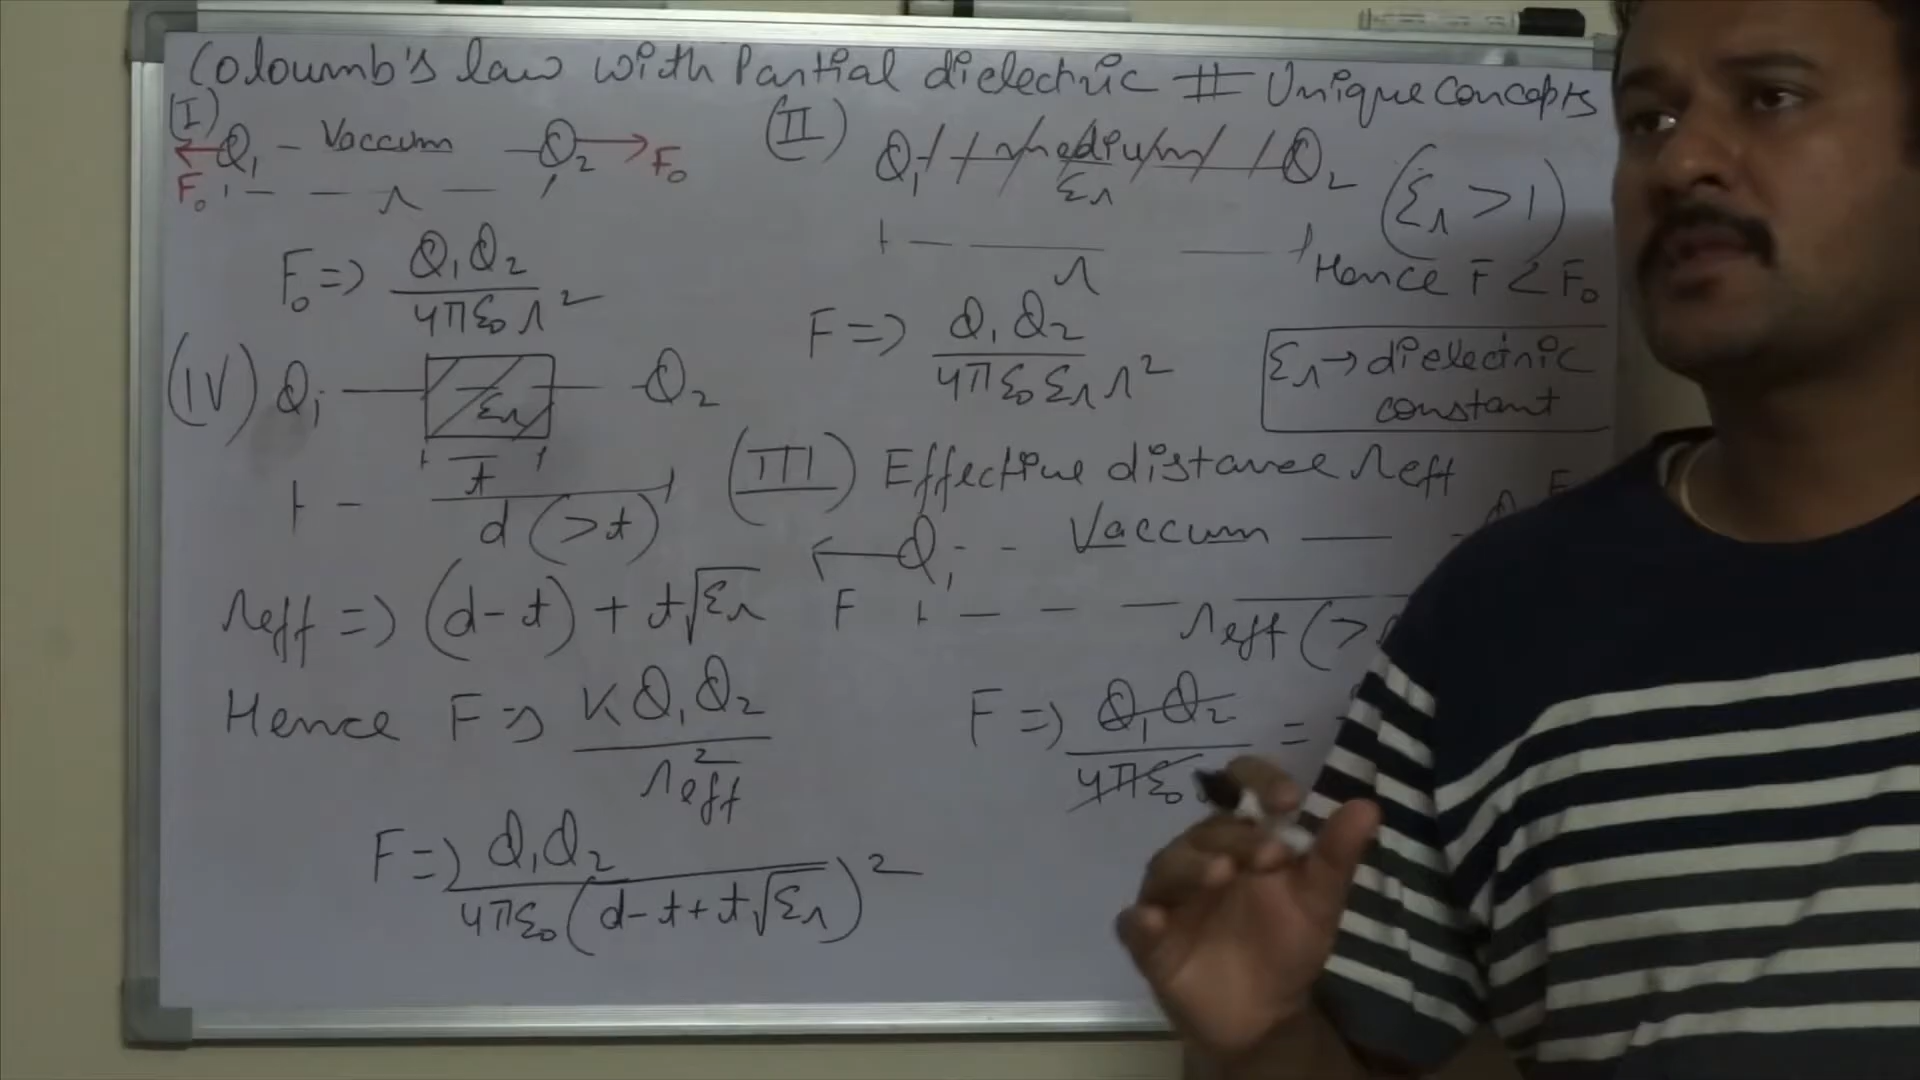 Coloumb's law with Partial dielectric # Unique Concepts
(I) Q₁ – Vaccum – Q₂
F₀ F₀
r
F₀ => Q₁Q₂ / 4πε₀r²
(II) Q₁ medium Q₂ (εr > 1)
εr
r
Hence F < F₀
F => Q₁Q₂ / 4πε₀εr r²
εr → dielectric
constant
(IV) Q₁ εr Q₂
t
d (>t)
reff => (d-t) + t√εr
Hence F => KQ₁Q₂ / r²eff
F => Q₁Q₂ / 4πε₀(d-t+t√εr)²
(III) Effective distance reff
Q₁ - - Vaccum
F reff (>
F => Q₁Q₂ / 4πε₀ =